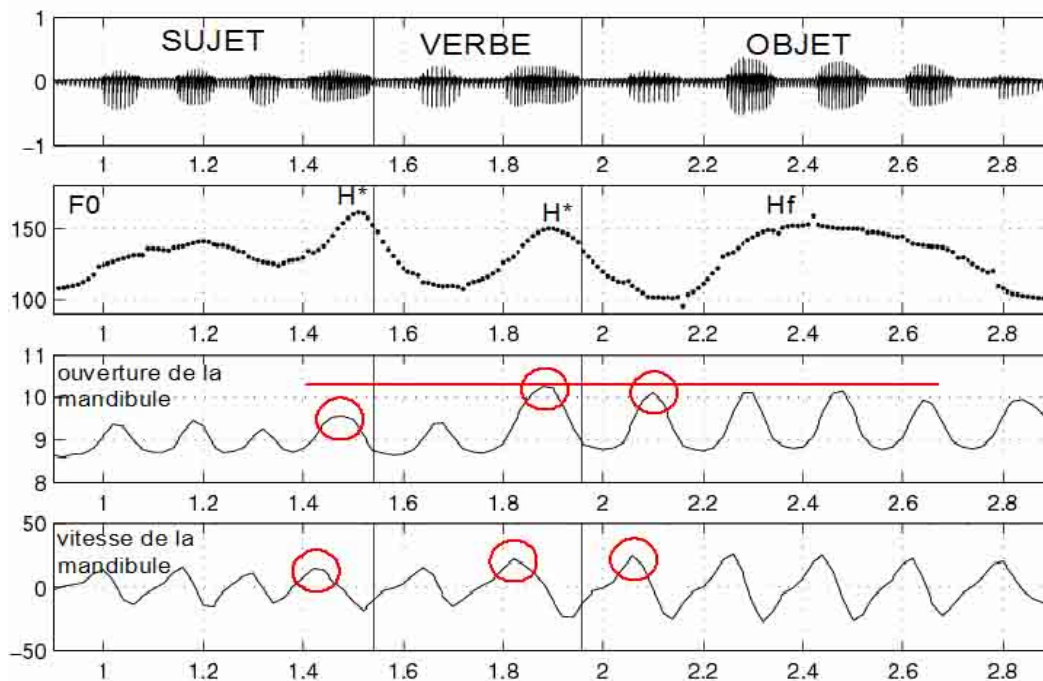 1
SUJET VERBE OBJET
0
−1
1 1.2 1.4 1.6 1.8 2 2.2 2.4 2.6 2.8
F0 H* H* Hf
150
100
1 1.2 1.4 1.6 1.8 2 2.2 2.4 2.6 2.8
11
ouverture de la
10 mandibule
9
8
1 1.2 1.4 1.6 1.8 2 2.2 2.4 2.6 2.8
50
vitesse de la
mandibule
0
−50
1 1.2 1.4 1.6 1.8 2 2.2 2.4 2.6 2.8